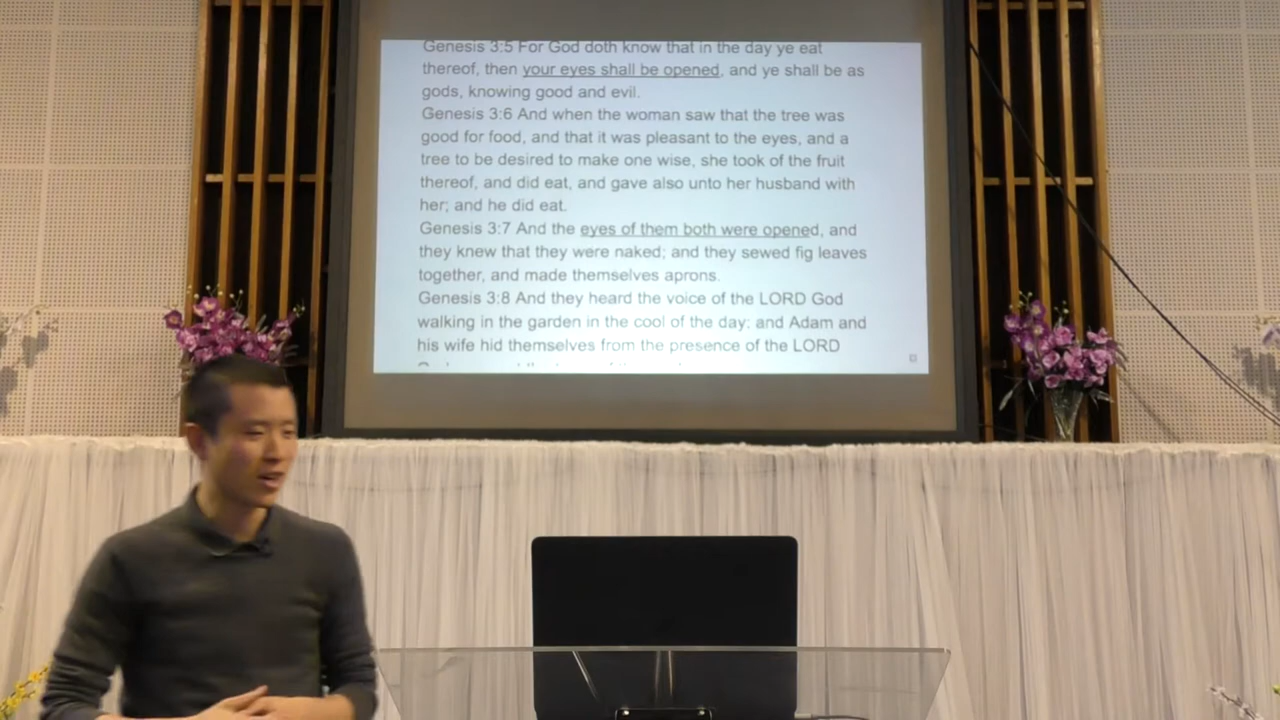 Genesis 3:5 For God doth know that in the day ye eat
thereof, then your eyes shall be opened, and ye shall be as
gods, knowing good and evil.
Genesis 3:6 And when the woman saw that the tree was
good for food, and that it was pleasant to the eyes, and a
tree to be desired to make one wise, she took of the fruit
thereof, and did eat, and gave also unto her husband with
her; and he did eat.
Genesis 3:7 And the eyes of them both were opened, and
they knew that they were naked; and they sewed fig leaves
together, and made themselves aprons.
Genesis 3:8 And they heard the voice of the LORD God
walking in the garden in the cool of the day: and Adam and
his wife hid themselves from the presence of the LORD